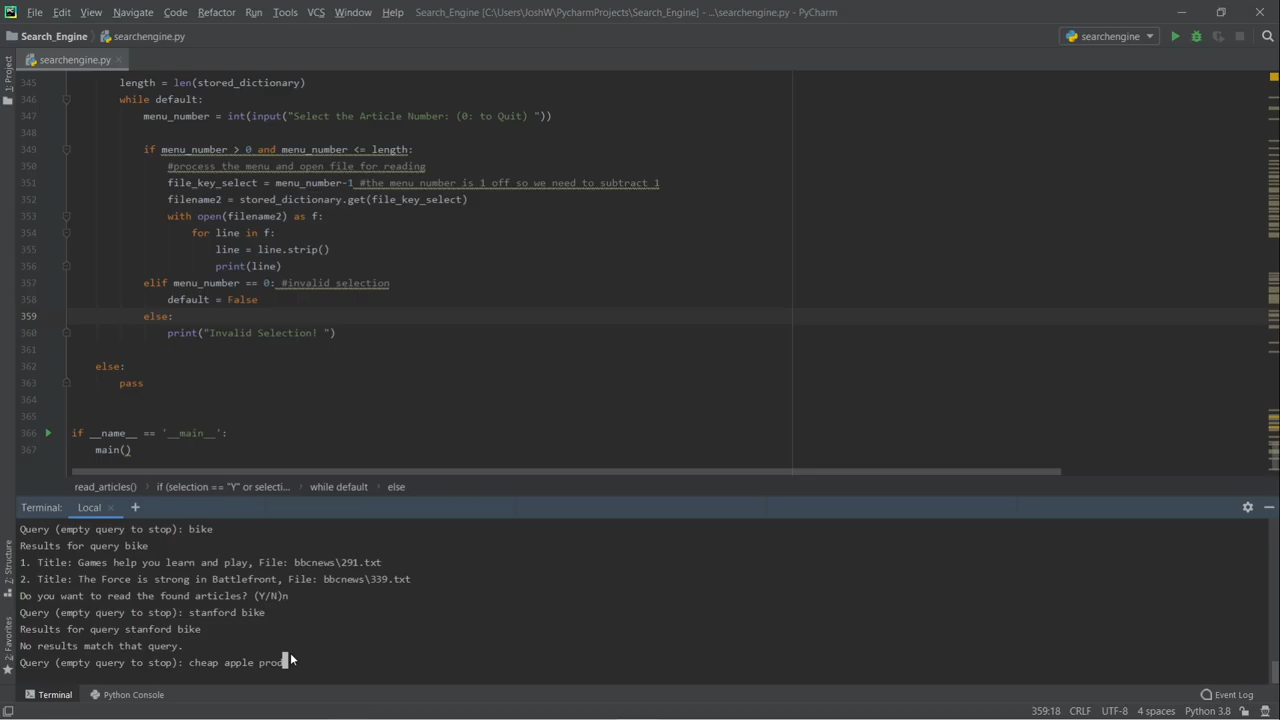 File Edit View Navigate Code Refactor Run Tools VCS Window Help Search_Engine [C:\Users\JoshW\PycharmProjects\Search_Engine] - ...\searchengine.py - PyCharm
Search_Engine searchengine.py searchengine
searchengine.py
1: Project
345 length = len(stored_dictionary)
346 while default:
347 menu_number = int(input("Select the Article Number: (0: to Quit) "))
348
349 if menu_number > 0 and menu_number <= length:
350 #process the menu and open file for reading
351 file_key_select = menu_number-1 #the menu number is 1 off so we need to subtract 1
352 filename2 = stored_dictionary.get(file_key_select)
353 with open(filename2) as f:
354 for line in f:
355 line = line.strip()
356 print(line)
357 elif menu_number == 0: #invalid selection
358 default = False
359 else:
360 print("Invalid Selection! ")
361
362 else:
363 pass
364
365
366 if __name__ == '__main__':
367 main()
read_articles() if (selection == "Y" or selecti... while default else
Terminal: Local
Query (empty query to stop): bike
Results for query bike
1. Title: Games help you learn and play, File: bbcnews\291.txt
2. Title: The Force is strong in Battlefront, File: bbcnews\339.txt
Do you want to read the found articles? (Y/N)n
Query (empty query to stop): stanford bike
Results for query stanford bike
No results match that query.
Query (empty query to stop): cheap apple prod
7: Structure
2: Favorites
Terminal Python Console Event Log
359:18 CRLF UTF-8 4 spaces Python 3.8